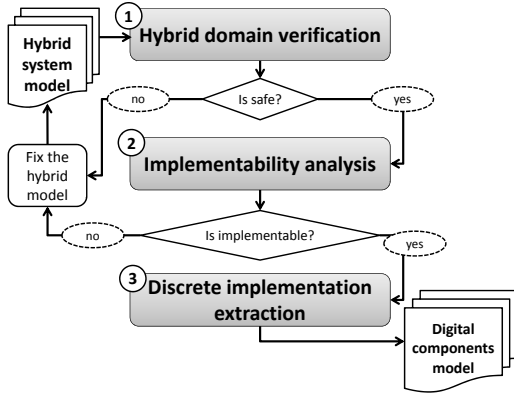 1
Hybrid domain verification
Hybrid
system
model
no
Is safe?
yes
2
Implementability analysis
Fix the
hybrid
model
no
Is implementable?
yes
3
Discrete implementation
extraction
Digital
components
model